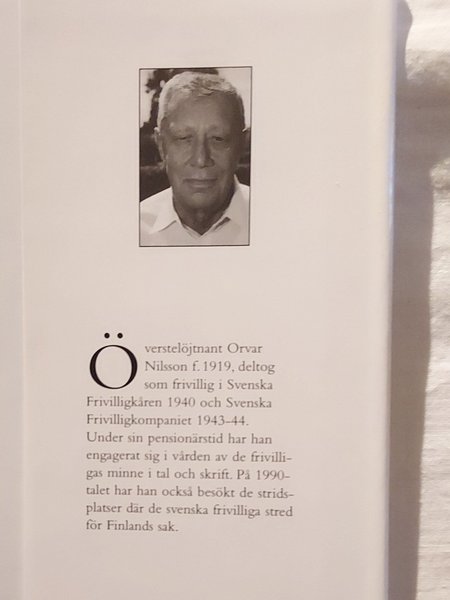 Överstelöjtnant Orvar
Nilsson f. 1919, deltog
som frivillig i Svenska
Frivilligkåren 1940 och Svenska
Frivilligkompaniet 1943-44.
Under sin pensionärstid har han
engagerat sig i vården av de frivilli-
gas minne i tal och skrift. På 1990-
talet har han också besökt de strids-
platser där de svenska frivilliga stred
för Finlands sak.